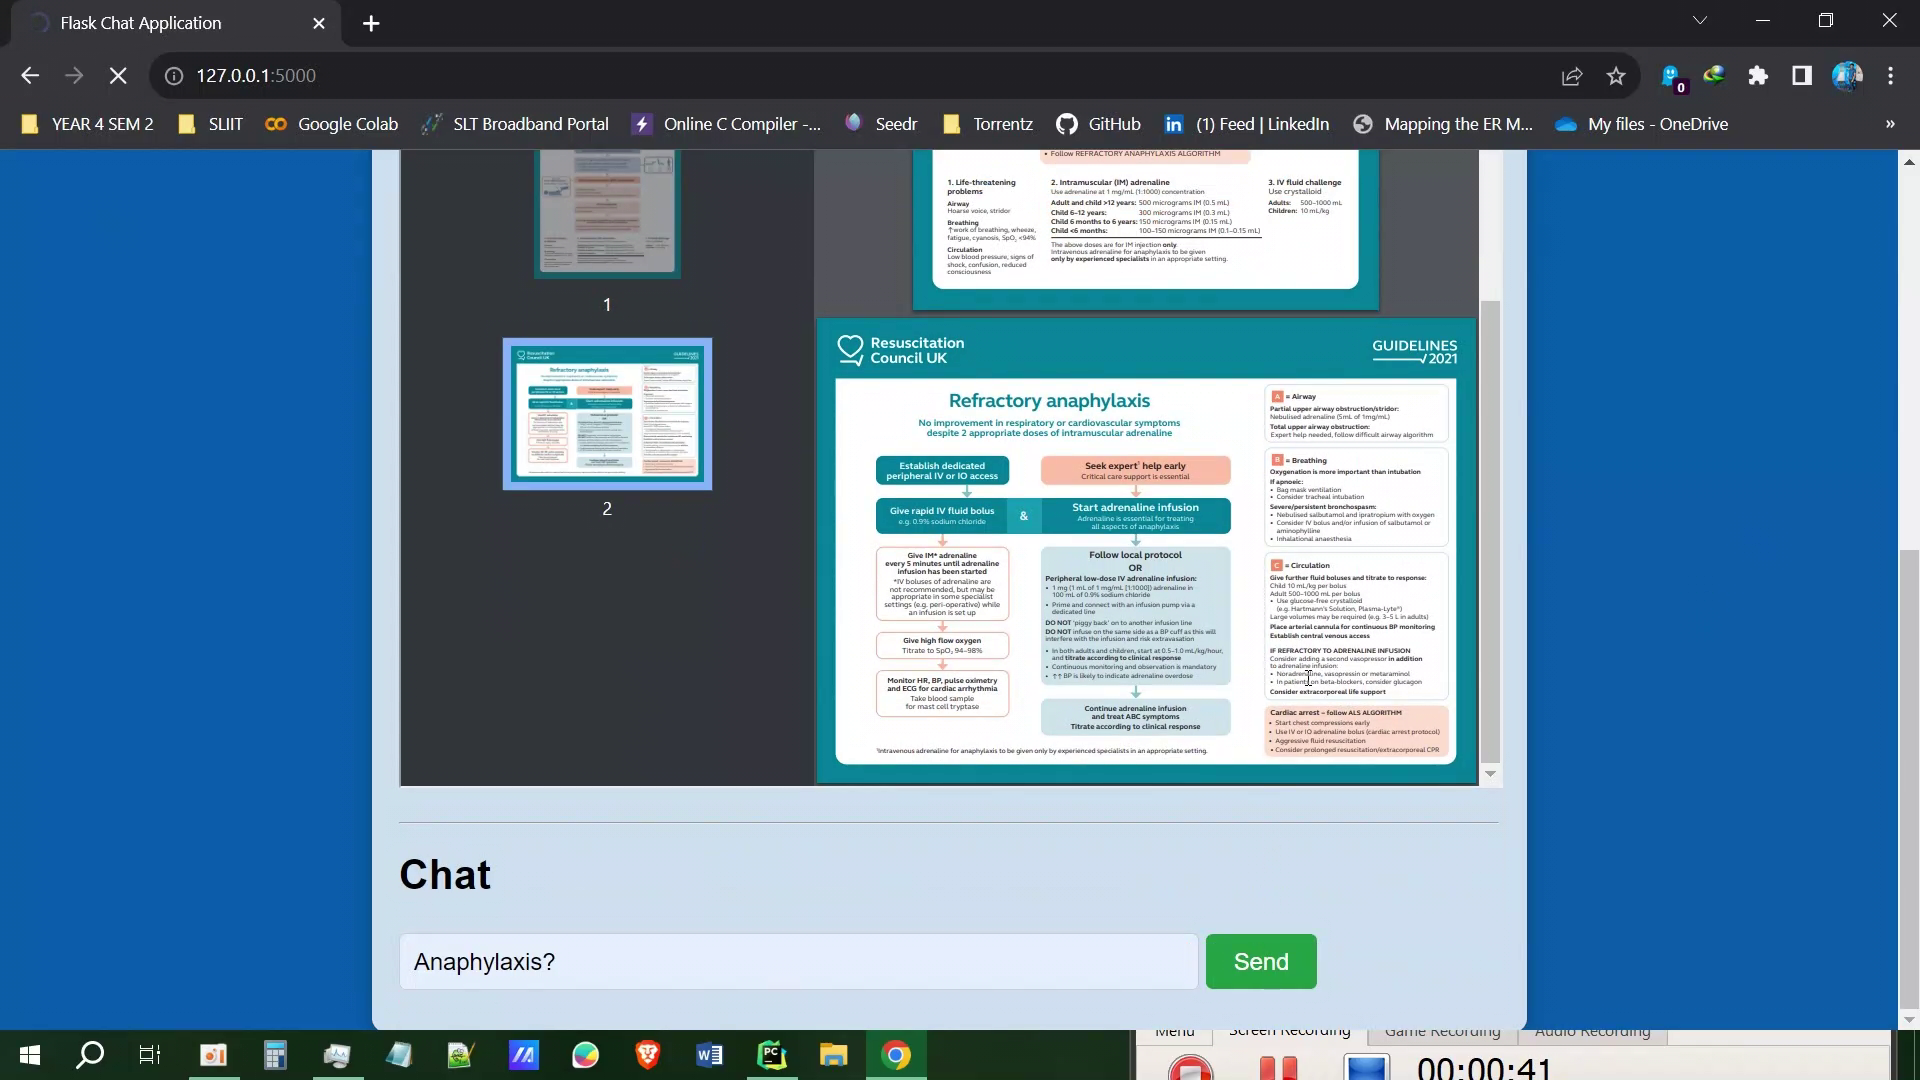 Flask Chat Application
127.0.0.1:5000
0
YEAR 4 SEM 2
SLIIT
Google Colab
SLT Broadband Portal
Online C Compiler -...
Seedr
Torrentz
GitHub
(1) Feed | LinkedIn
Mapping the ER M...
My files - OneDrive
»
1
2
• Follow REFRACTORY ANAPHYLAXIS ALGORITHM
1. Life-threatening
problems
Airway
Hoarse voice, stridor
Breathing
↑work of breathing, wheeze,
fatigue, cyanosis, SpO₂ <94%
Circulation
Low blood pressure, signs of
shock, confusion, reduced
consciousness
2. Intramuscular (IM) adrenaline
Use adrenaline at 1 mg/mL (1:1000) concentration
Adult and child >12 years: 500 micrograms IM (0.5 mL)
Child 6–12 years: 300 micrograms IM (0.3 mL)
Child 6 months to 6 years: 150 micrograms IM (0.15 mL)
Child <6 months: 100–150 micrograms IM (0.1–0.15 mL)
The above doses are for IM injection only.
Intravenous adrenaline for anaphylaxis to be given
only by experienced specialists in an appropriate setting.
3. IV fluid challenge
Use crystalloid
Adults: 500–1000 mL
Children: 10 mL/kg
Resuscitation
Council UK
GUIDELINES
2021
Refractory anaphylaxis
No improvement in respiratory or cardiovascular symptoms
despite 2 appropriate doses of intramuscular adrenaline
Establish dedicated
peripheral IV or IO access
Seek expert† help early
Critical care support is essential
Give rapid IV fluid bolus
e.g. 0.9% sodium chloride
&
Start adrenaline infusion
Adrenaline is essential for treating
all aspects of anaphylaxis
Give IM* adrenaline
every 5 minutes until adrenaline
infusion has been started
*IV boluses of adrenaline are
not recommended, but may be
appropriate in some specialist
settings (e.g. peri-operative) while
an infusion is set up
Give high flow oxygen
Titrate to SpO₂ 94–98%
Monitor HR, BP, pulse oximetry
and ECG for cardiac arrhythmia
Take blood sample
for mast cell tryptase
Follow local protocol
OR
Peripheral low-dose IV adrenaline infusion:
• 1 mg (1 mL of 1 mg/mL [1:1000]) adrenaline in
100 mL of 0.9% sodium chloride
• Prime and connect with an infusion pump via a
dedicated line
DO NOT 'piggy back' on to another infusion line
DO NOT infuse on the same side as a BP cuff as this will
interfere with the infusion and risk extravasation
• In both adults and children, start at 0.5–1.0 mL/kg/hour,
and titrate according to clinical response
• Continuous monitoring and observation is mandatory
• ↑↑ BP is likely to indicate adrenaline overdose
Continue adrenaline infusion
and treat ABC symptoms
Titrate according to clinical response
†Intravenous adrenaline for anaphylaxis to be given only by experienced specialists in an appropriate setting.
A = Airway
Partial upper airway obstruction/stridor:
Nebulised adrenaline (5mL of 1mg/mL)
Total upper airway obstruction:
Expert help needed, follow difficult airway algorithm
B = Breathing
Oxygenation is more important than intubation
If apnoeic:
• Bag mask ventilation
• Consider tracheal intubation
Severe/persistent bronchospasm:
• Nebulised salbutamol and ipratropium with oxygen
• Consider IV bolus and/or infusion of salbutamol or
aminophylline
• Inhalational anaesthesia
C = Circulation
Give further fluid boluses and titrate to response:
Child 10 mL/kg per bolus
Adult 500–1000 mL per bolus
• Use glucose-free crystalloid
(e.g. Hartmann's Solution, Plasma-Lyte®)
Large volumes may be required (e.g. 3–5 L in adults)
Place arterial cannula for continuous BP monitoring
Establish central venous access
IF REFRACTORY TO ADRENALINE INFUSION
Consider adding a second vasopressor in addition
to adrenaline infusion:
• Noradrenaline, vasopressin or metaraminol
• In patients on beta-blockers, consider glucagon
Consider extracorporeal life support
Cardiac arrest – follow ALS ALGORITHM
• Start chest compressions early
• Use IV or IO adrenaline bolus (cardiac arrest protocol)
• Aggressive fluid resuscitation
• Consider prolonged resuscitation/extracorporeal CPR
Chat
Anaphylaxis?
Send
Menu
Screen Recording
Game Recording
Audio Recording
00:00:41